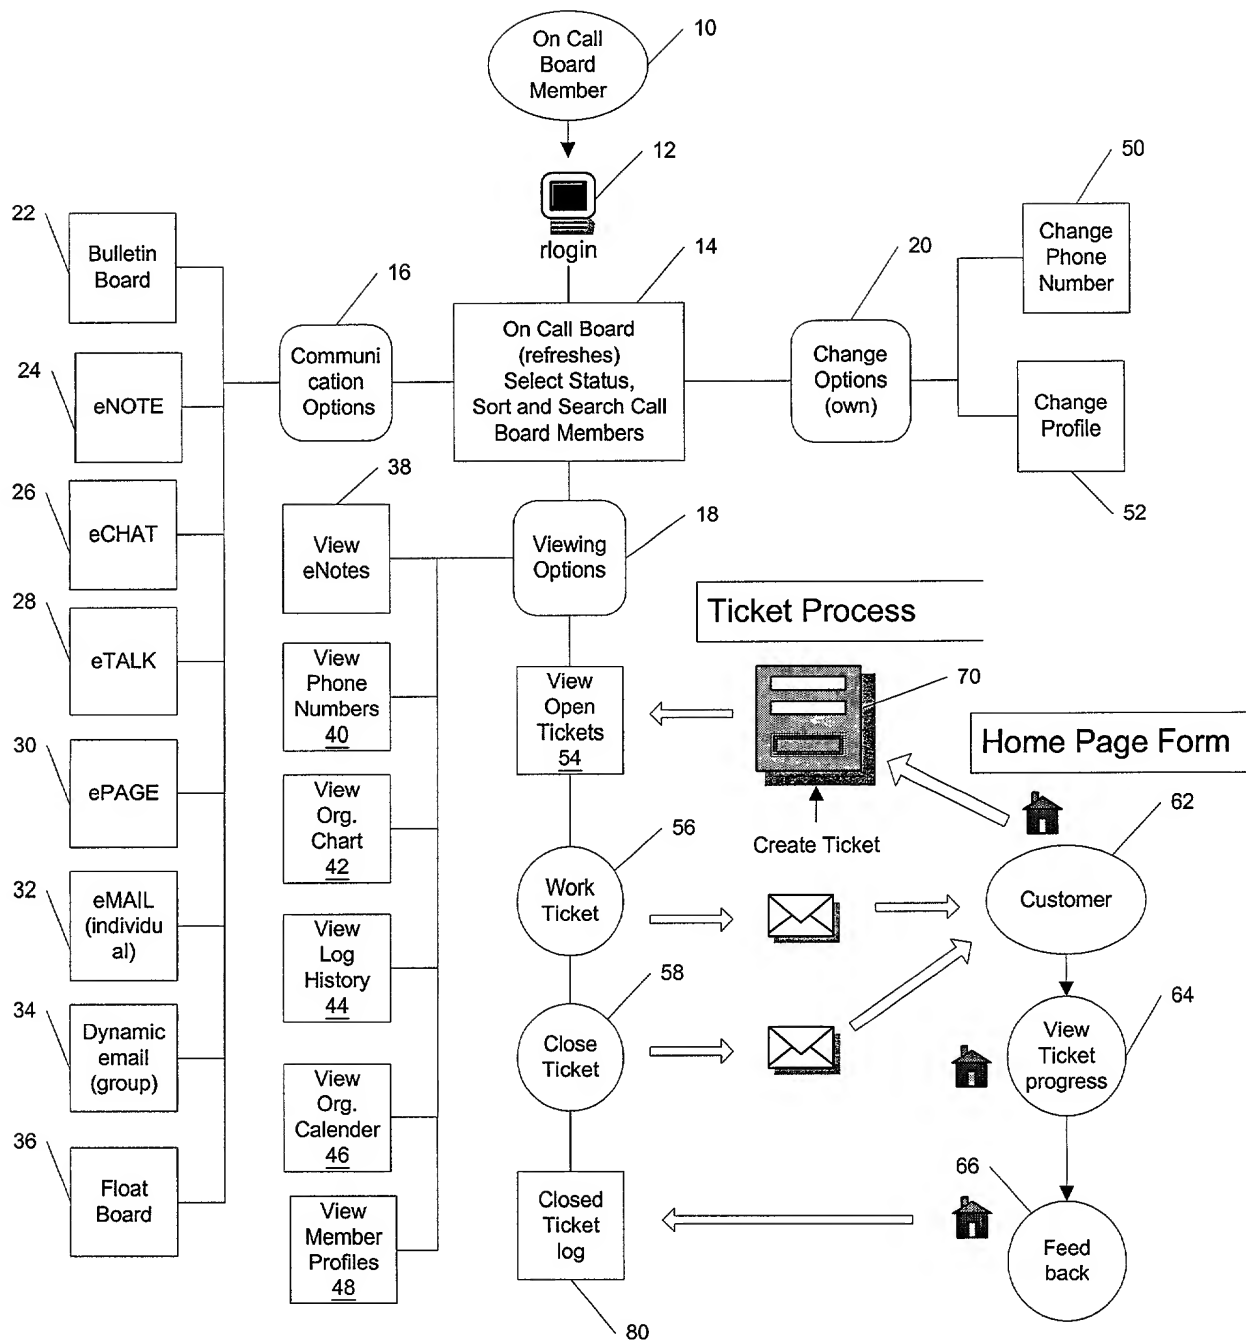 On Call
Board
Member
10
12
rlogin
14
On Call Board
(refreshes)
Select Status,
Sort and Search Call
Board Members
16
Communi
cation
Options
20
Change
Options
(own)
50
Change
Phone
Number
Change
Profile
52
22
Bulletin
Board
24
eNOTE
26
eCHAT
28
eTALK
30
ePAGE
32
eMAIL
(individu
al)
34
Dynamic
email
(group)
36
Float
Board
38
View
eNotes
18
Viewing
Options
View
Phone
Numbers
40
View
Org.
Chart
42
View
Log
History
44
View
Org.
Calender
46
View
Member
Profiles
48
View
Open
Tickets
54
Ticket Process
70
Create Ticket
Home Page Form
62
Customer
56
Work
Ticket
58
Close
Ticket
64
View
Ticket
progress
66
Feed
back
Closed
Ticket
log
80